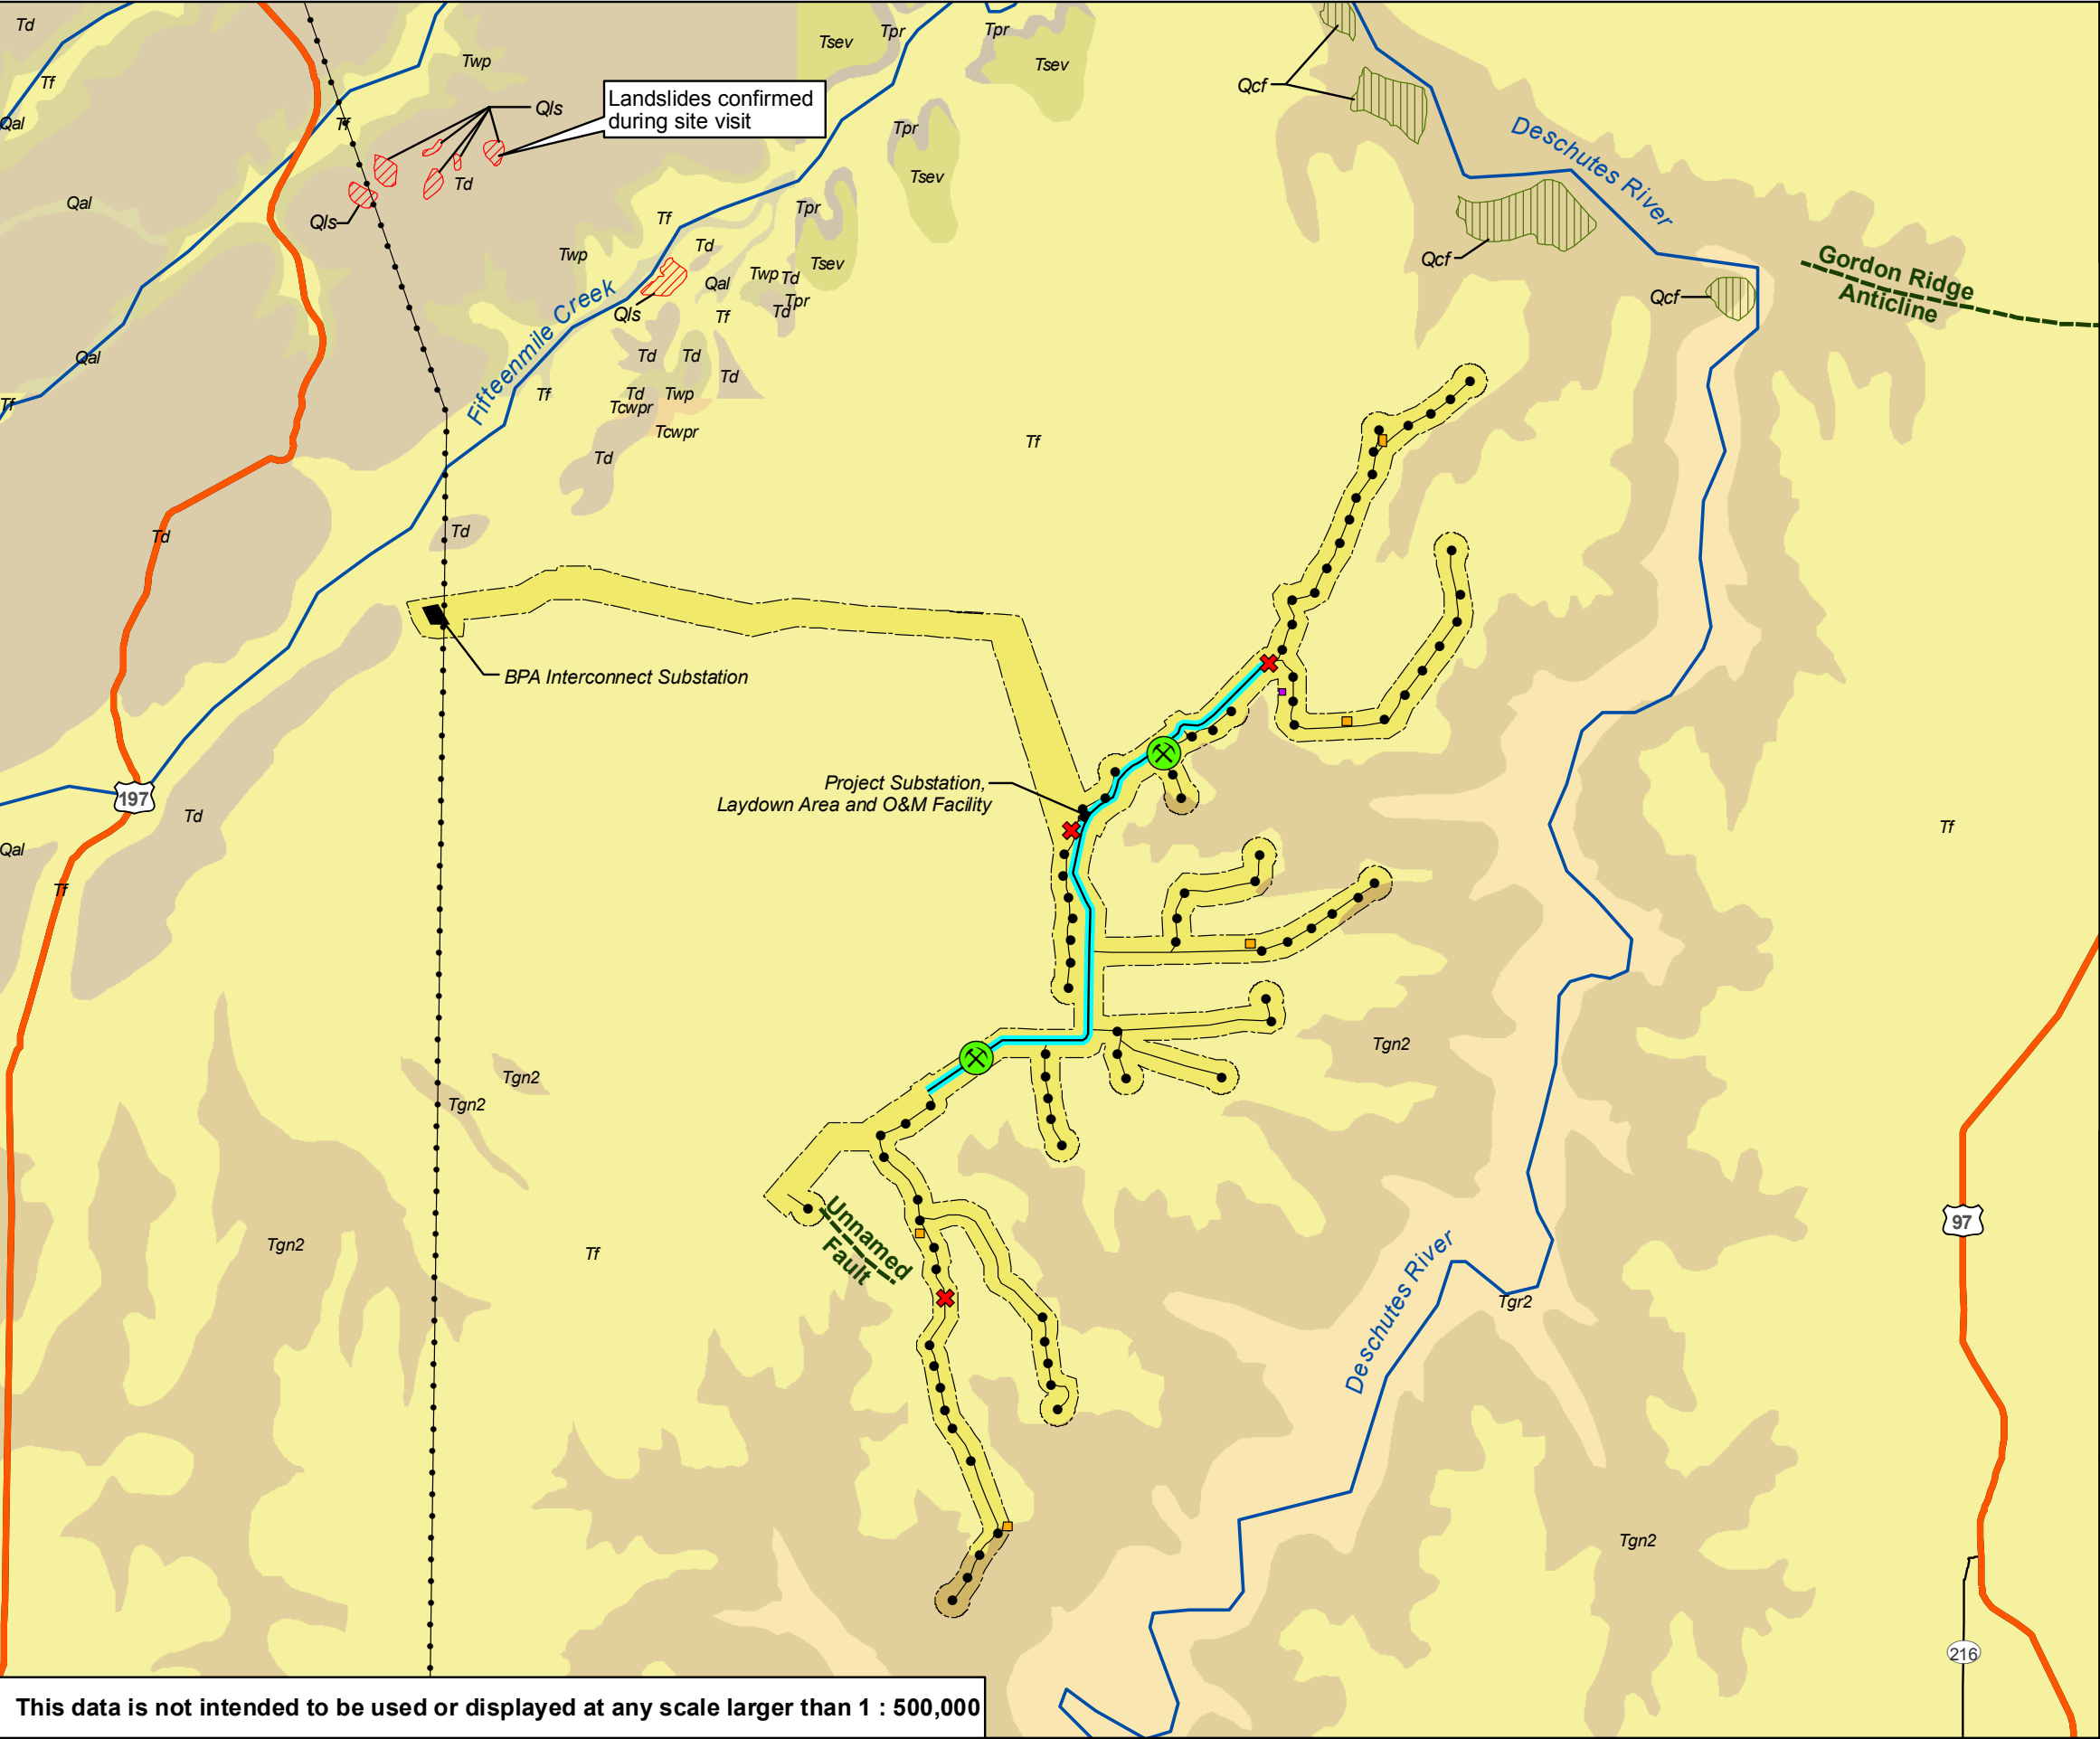 Td
Tf
Qal
Twp
Tf
Qls
Landslides confirmed
during site visit
Td
Qls
Qal
Qal
Tf
Tsev
Tpr
Tpr
Tsev
Tpr
Tsev
Tpr
Tsev
Tf
Td
Twp
Qal
Twp
Td
Tpr
Td
Tf
Qls
Fifteenmile Creek
Td
Td
Td
Tf
Td
Twp
Tcwpr
Tcwpr
Td
Td
Td
Tf
Qcf
Deschutes River
Qcf
Qcf
Gordon Ridge
Anticline
BPA Interconnect Substation
Project Substation,
Laydown Area and O&M Facility
197
Td
Qal
Tf
Tf
Tgn2
Tgn2
Tgn2
Tgn2
Tf
Unnamed
Fault
Deschutes River
Tgr2
97
Tgn2
216
This data is not intended to be used or displayed at any scale larger than 1 : 500,000